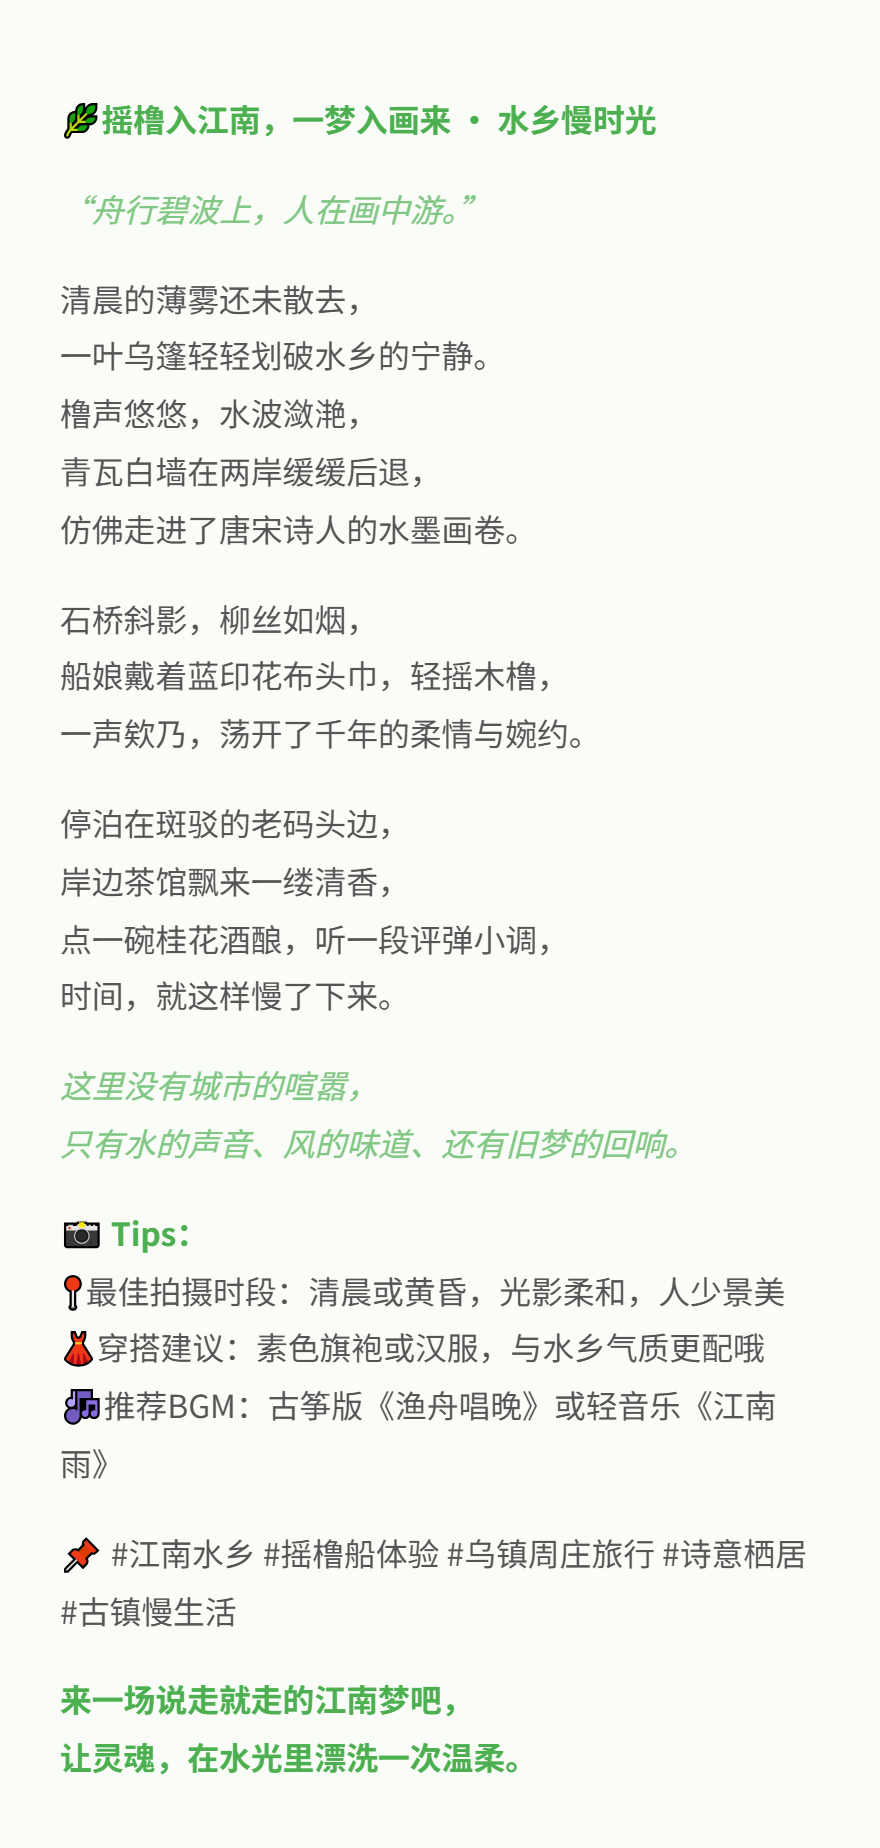 🌿摇橹入江南，一梦入画来 · 水乡慢时光
“舟行碧波上，人在画中游。”
清晨的薄雾还未散去，
一叶乌篷轻轻划破水乡的宁静。
橹声悠悠，水波潋滟，
青瓦白墙在两岸缓缓后退，
仿佛走进了唐宋诗人的水墨画卷。
石桥斜影，柳丝如烟，
船娘戴着蓝印花布头巾，轻摇木橹，
一声欸乃，荡开了千年的柔情与婉约。
停泊在斑驳的老码头边，
岸边茶馆飘来一缕清香，
点一碗桂花酒酿，听一段评弹小调，
时间，就这样慢了下来。
这里没有城市的喧嚣，
只有水的声音、风的味道、还有旧梦的回响。
📸 Tips：
📍最佳拍摄时段：清晨或黄昏，光影柔和，人少景美
👗穿搭建议：素色旗袍或汉服，与水乡气质更配哦
🎶推荐BGM：古筝版《渔舟唱晚》或轻音乐《江南
雨》
📌 #江南水乡 #摇橹船体验 #乌镇周庄旅行 #诗意栖居
#古镇慢生活
来一场说走就走的江南梦吧，
让灵魂，在水光里漂洗一次温柔。